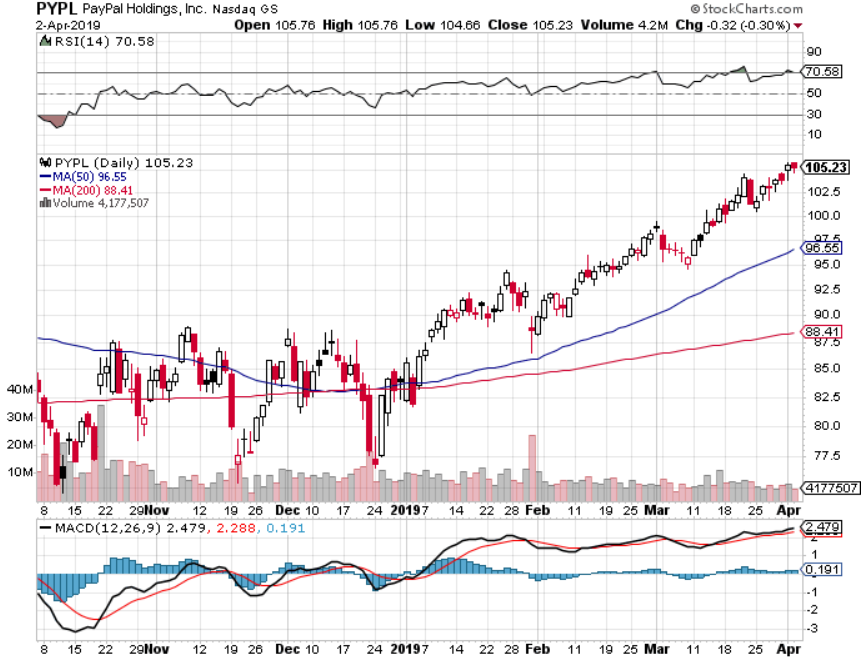 PYPL PayPal Holdings, Inc. Nasdaq GS © StockCharts.com
2-Apr-2019 Open 105.76 High 105.76 Low 104.66 Close 105.23 Volume 4.2M Chg -0.32 (-0.30%)
RSI(14) 70.58
90
70.58
50
30
10
PYPL (Daily) 105.23
MA(50) 96.55
MA(200) 88.41
Volume 4,177,507
105.23
102.5
100.0
97.5
96.55
95.0
92.5
90.0
88.41
87.5
85.0
82.5
80.0
77.5
40M
30M
20M
10M
4177507
8 15 22 29 Nov 12 19 26 Dec 10 17 24 2019 7 14 22 28 Feb 11 19 25 Mar 11 18 25 Apr
MACD(12,26,9) 2.479, 2.288, 0.191
2.479
2
1
0.191
-1
-2
-3
8 15 22 29 Nov 12 19 26 Dec 10 17 24 2019 7 14 22 28 Feb 11 19 25 Mar 11 18 25 Apr